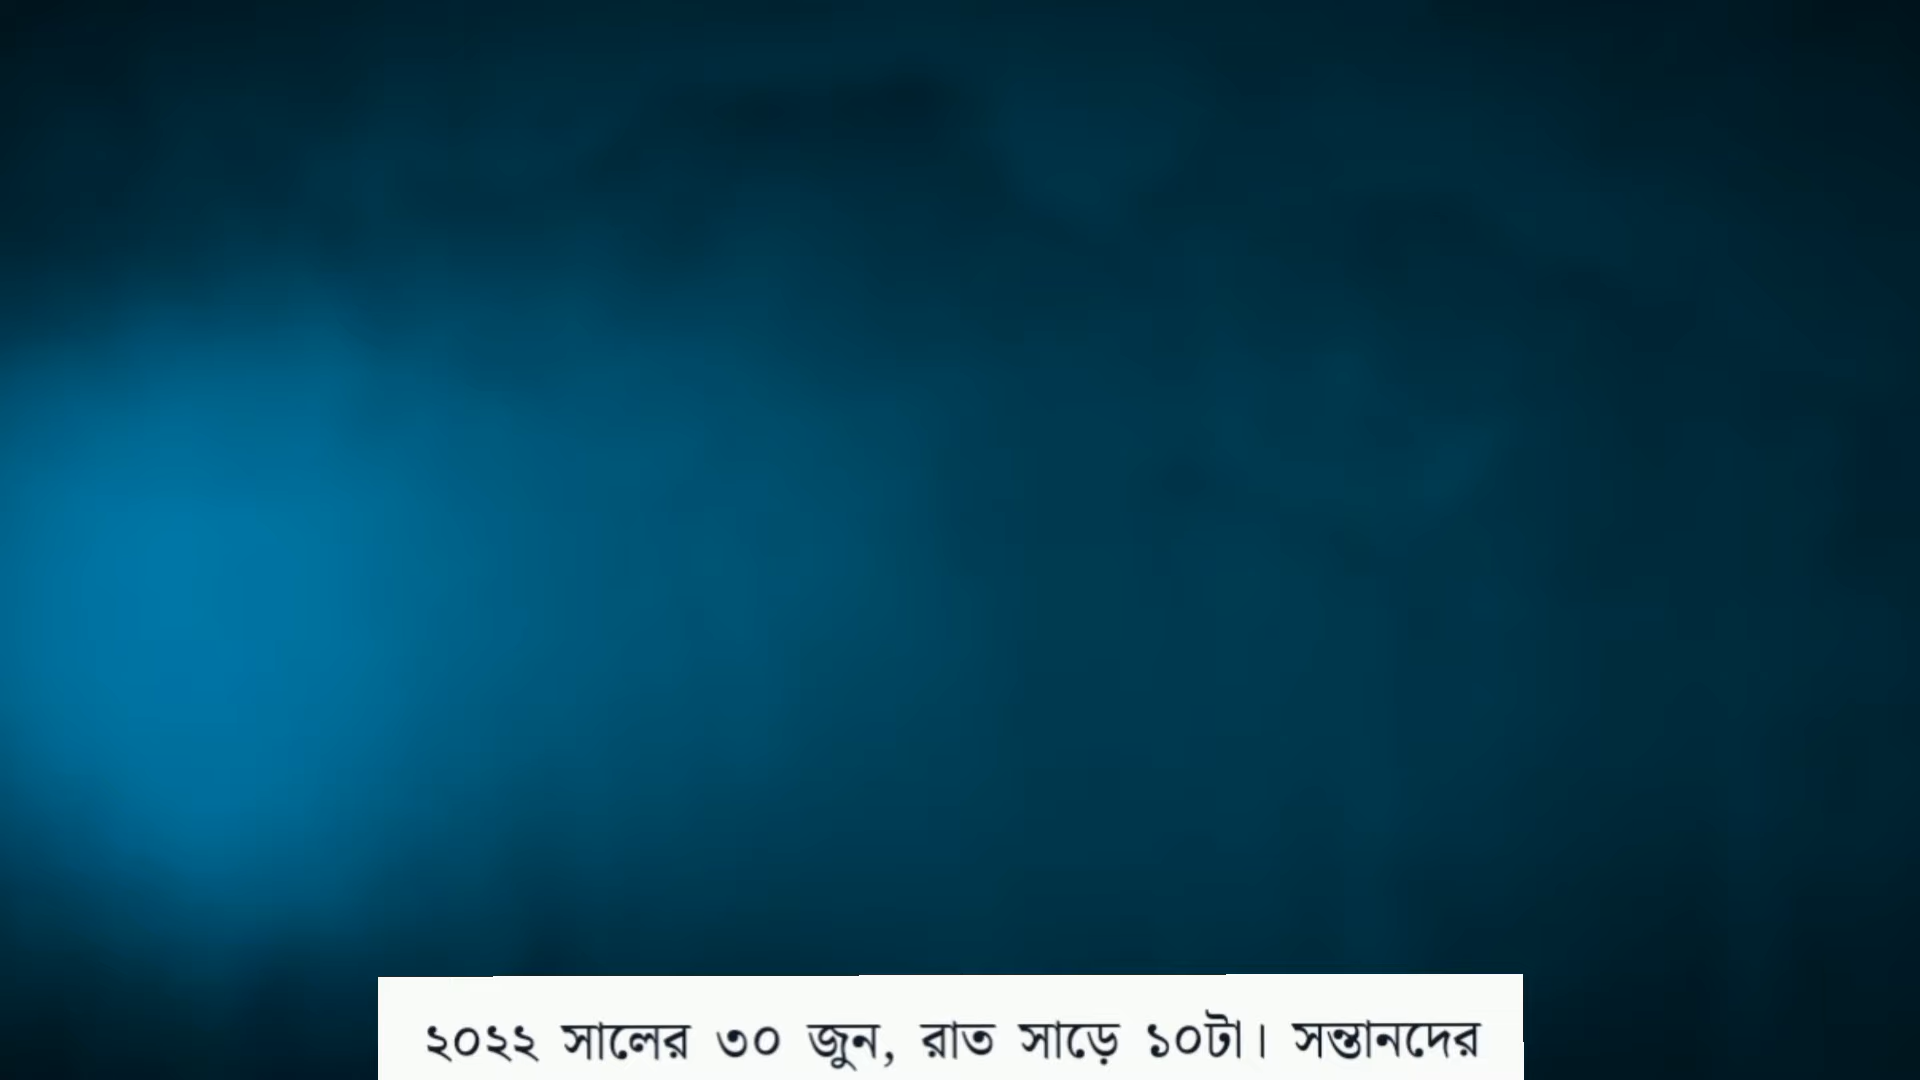 ২০২২ সালের ৩০ জুন, রাত সাড়ে ১০টা। সন্তানদের